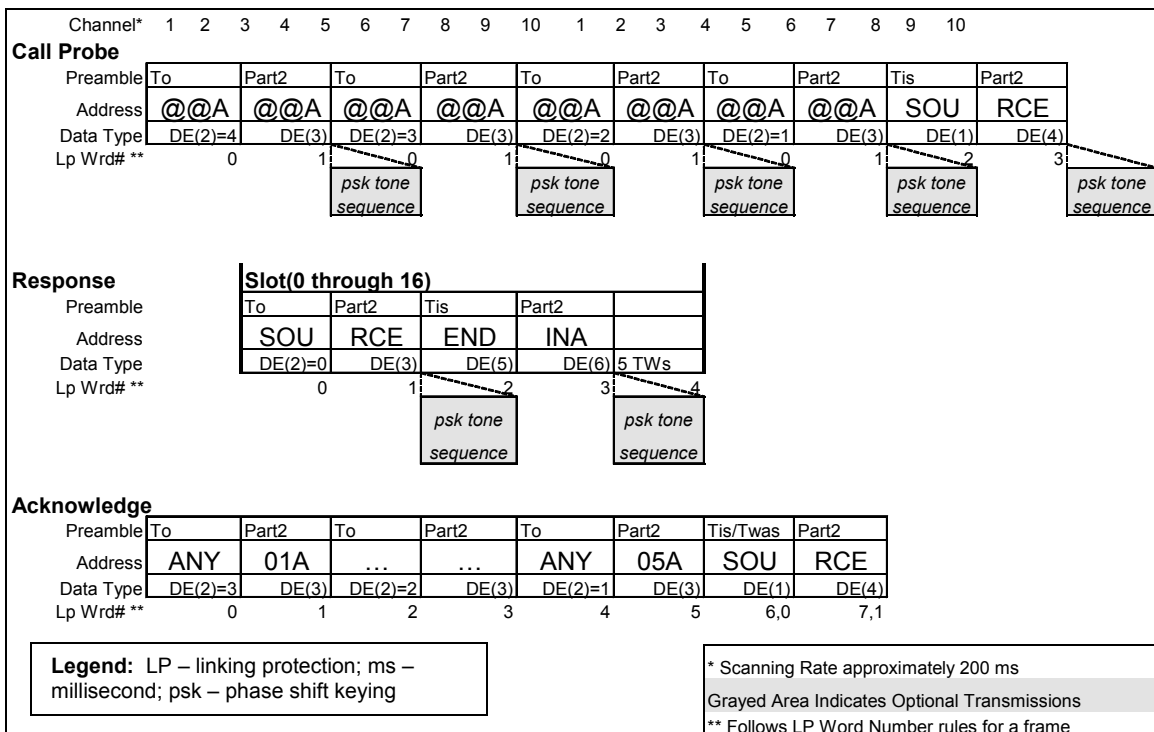 Channel* 1 2 3 4 5 6 7 8 9 10 1 2 3 4 5 6 7 8 9 10
Call Probe
Preamble To Part2 To Part2 To Part2 To Part2 Tis Part2
Address @@A @@A @@A @@A @@A @@A @@A @@A SOU RCE
Data Type DE(2)=4 DE(3) DE(2)=3 DE(3) DE(2)=2 DE(3) DE(2)=1 DE(3) DE(1) DE(4)
Lp Wrd# ** 0 1 0 1 0 1 0 1 2 3
psk tone psk tone psk tone psk tone psk tone
sequence sequence sequence sequence sequence
Response Slot(0 through 16)
Preamble To Part2 Tis Part2
Address SOU RCE END INA
Data Type DE(2)=0 DE(3) DE(5) DE(6) 5 TWs
Lp Wrd# ** 0 1 2 3 4
psk tone psk tone
sequence sequence
Acknowledge
Preamble To Part2 To Part2 To Part2 Tis/Twas Part2
Address ANY 01A … … ANY 05A SOU RCE
Data Type DE(2)=3 DE(3) DE(2)=2 DE(3) DE(2)=1 DE(3) DE(1) DE(4)
Lp Wrd# ** 0 1 2 3 4 5 6,0 7,1
Legend: LP – linking protection; ms –
millisecond; psk – phase shift keying
* Scanning Rate approximately 200 ms
Grayed Area Indicates Optional Transmissions
** Follows LP Word Number rules for a frame